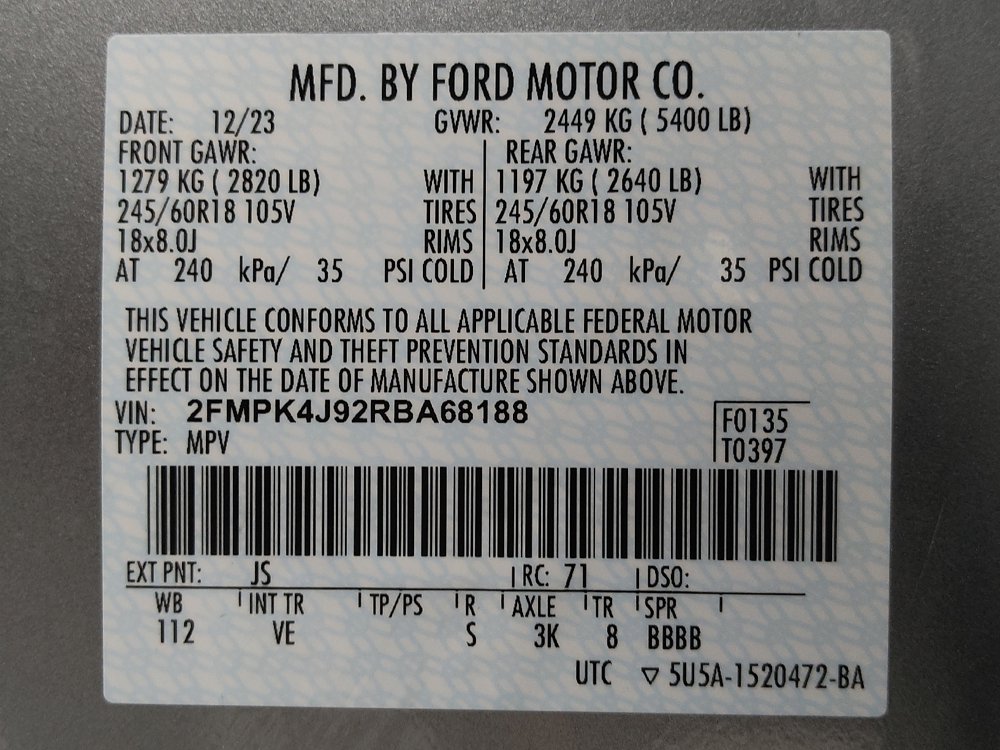 MFD. BY FORD MOTOR CO.
DATE: 12/23 GVWR: 2449 KG ( 5400 LB)
FRONT GAWR: REAR GAWR:
1279 KG ( 2820 LB) WITH 1197 KG ( 2640 LB) WITH
245/60R18 105V TIRES 245/60R18 105V TIRES
18x8.0J RIMS 18x8.0J RIMS
AT 240 kPa/ 35 PSI COLD AT 240 kPa/ 35 PSI COLD
THIS VEHICLE CONFORMS TO ALL APPLICABLE FEDERAL MOTOR
VEHICLE SAFETY AND THEFT PREVENTION STANDARDS IN
EFFECT ON THE DATE OF MANUFACTURE SHOWN ABOVE.
VIN: 2FMPK4J92RBA68188 F0135
TYPE: MPV T0397
EXT PNT: JS RC: 71 DSO:
WB INT TR TP/PS R AXLE TR SPR
112 VE S 3K 8 BBBB
UTC ▽ 5U5A-1520472-BA